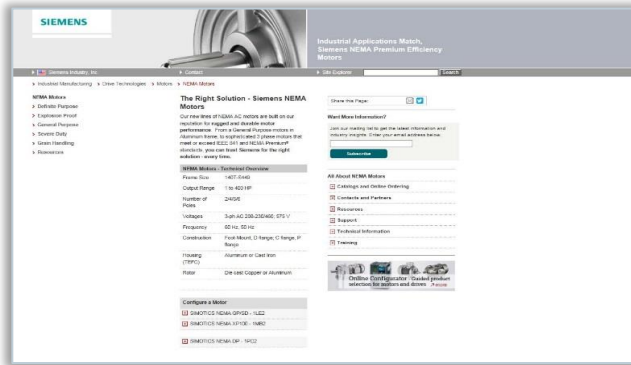 SIEMENS
Industrial Applications Match,
Siemens NEMA Premium Efficiency
Motors
Siemens Industry, Inc.
Contact
Site Explorer
Search
Industrial Manufacturing
Drive Technologies
Motors
NEMA Motors
NEMA Motors
Definite Purpose
Explosion Proof
General Purpose
Severe Duty
Grain Handling
Resources
The Right Solution - Siemens NEMA
Motors
Our new lines of NEMA AC motors are built on our
reputation for rugged and durable motor
performance. From a General Purpose motors in
Aluminum frame, to sophisticated 3 phase motors that
meet or exceed IEEE 841 and NEMA Premium®
standards, you can trust Siemens for the right
solution - every time.
NEMA Motors - Technical Overview
Frame Size
Output Range 1 to 400 HP
Number of
Poles
2/4/6/8
Voltages 3-ph AC 208-230/460; 575 V
Frequency 60 Hz, 50 Hz
Construction Foot-Mount, D flange, C flange, P
flange
Housing
(TEFC)
Aluminum or Cast Iron
Rotor Die cast Copper or Aluminum
Configure a Motor
SIMOTICS NEMA GP/SD - 1LE2
SIMOTICS NEMA XP100 - 1MB2
SIMOTICS NEMA DP - 1PC2
Share this Page:
Want More Information?
Join our mailing list to get the latest information and
industry insights. Enter your email address below.
Subscribe
All About NEMA Motors
Catalogs and Online Ordering
Contacts and Partners
Resources
Support
Technical Information
Training
Online Configurator - Guided product
selection for motors and drives
more